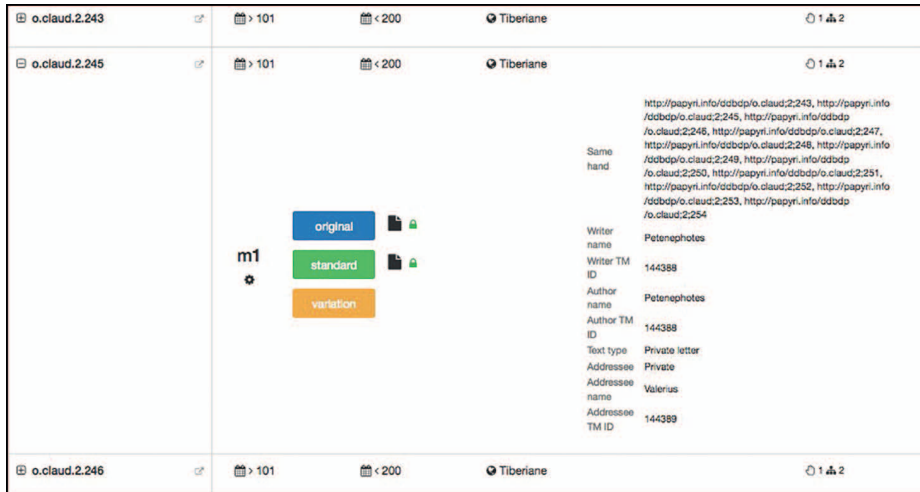 o.claud.2.243 > 101 < 200 Tiberiane 1 2
o.claud.2.245 > 101 < 200 Tiberiane 1 2
m1
original
standard
variation
Same hand
http://papyri.info/ddbdp/o.claud;2;243, http://papyri.info
/ddbdp/o.claud;2;245, http://papyri.info/ddbdp
/o.claud;2;246, http://papyri.info/ddbdp/o.claud;2;247,
http://papyri.info/ddbdp/o.claud;2;248, http://papyri.info
/ddbdp/o.claud;2;249, http://papyri.info/ddbdp
/o.claud;2;250, http://papyri.info/ddbdp/o.claud;2;251,
http://papyri.info/ddbdp/o.claud;2;252, http://papyri.info
/ddbdp/o.claud;2;253, http://papyri.info/ddbdp
/o.claud;2;254
Writer name Petenephotes
Writer TM ID 144388
Author name Petenephotes
Author TM ID 144388
Text type Private letter
Addressee Private
Addressee name Valerius
Addressee TM ID 144389
o.claud.2.246 > 101 < 200 Tiberiane 1 2